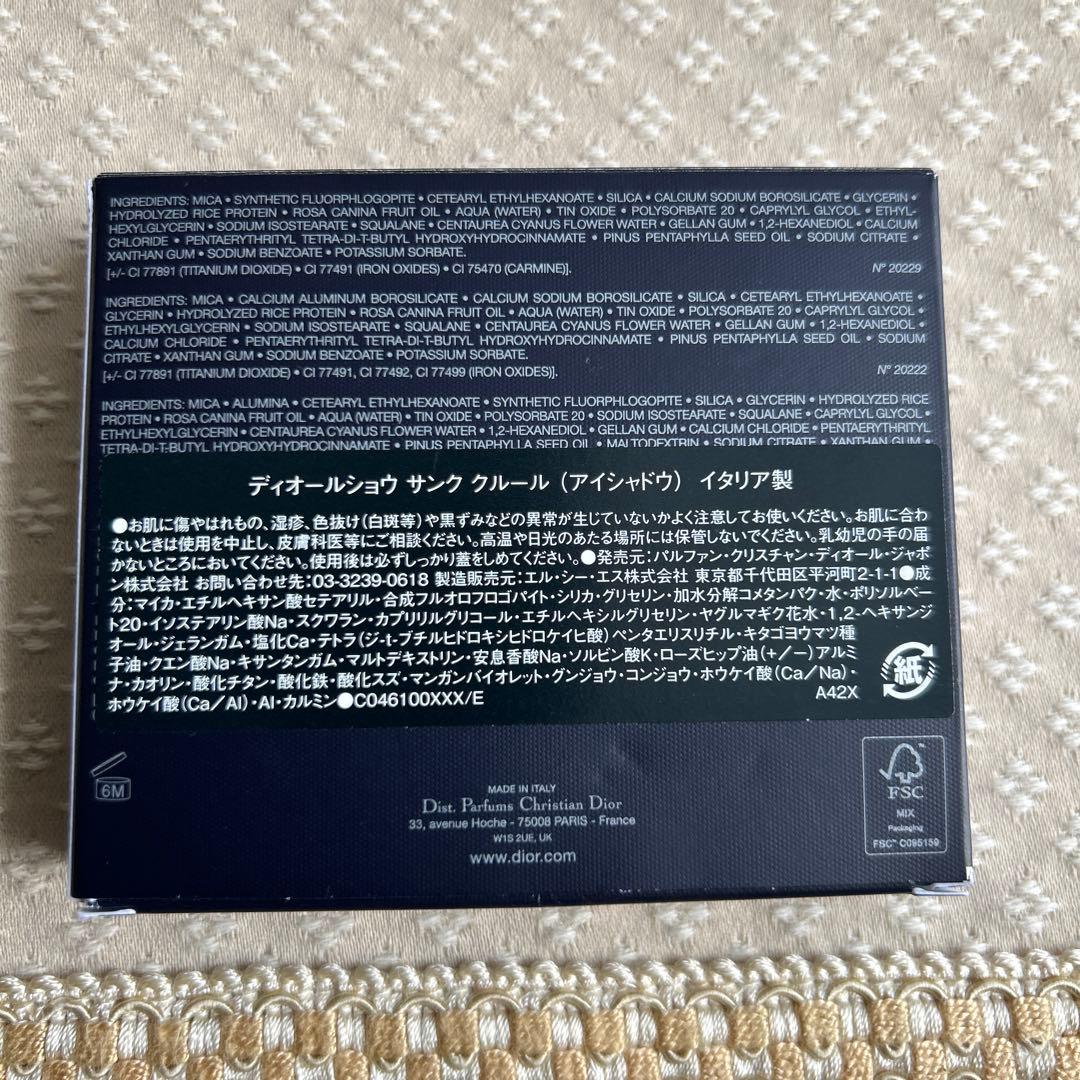 INGREDIENTS: MICA • SYNTHETIC FLUORPHLOGOPITE • CETEARYL ETHYLHEXANOATE • SILICA • CALCIUM SODIUM BOROSILICATE • GLYCERIN •
HYDROLYZED RICE PROTEIN • ROSA CANINA FRUIT OIL • AQUA (WATER) • TIN OXIDE • POLYSORBATE 20 • CAPRYLYL GLYCOL • ETHYL-
HEXYLGLYCERIN • SODIUM ISOSTEARATE • SQUALANE • CENTAUREA CYANUS FLOWER WATER • GELLAN GUM • 1,2-HEXANEDIOL • CALCIUM
CHLORIDE • PENTAERYTHRITYL TETRA-DI-T-BUTYL HYDROXYHYDROCINNAMATE • PINUS PENTAPHYLLA SEED OIL • SODIUM CITRATE •
XANTHAN GUM • SODIUM BENZOATE • POTASSIUM SORBATE.
[+/- CI 77891 (TITANIUM DIOXIDE) • CI 77491 (IRON OXIDES) • CI 75470 (CARMINE)]. N° 20229
INGREDIENTS: MICA • CALCIUM ALUMINUM BOROSILICATE • CALCIUM SODIUM BOROSILICATE • SILICA • CETEARYL ETHYLHEXANOATE •
GLYCERIN • HYDROLYZED RICE PROTEIN • ROSA CANINA FRUIT OIL • AQUA (WATER) • TIN OXIDE • POLYSORBATE 20 • CAPRYLYL GLYCOL
• ETHYLHEXYLGLYCERIN • SODIUM ISOSTEARATE • SQUALANE • CENTAUREA CYANUS FLOWER WATER • GELLAN GUM • 1,2-HEXANEDIOL
• CALCIUM CHLORIDE • PENTAERYTHRITYL TETRA-DI-T-BUTYL HYDROXYHYDROCINNAMATE • PINUS PENTAPHYLLA SEED OIL • SODIUM
CITRATE • XANTHAN GUM • SODIUM BENZOATE • POTASSIUM SORBATE.
[+/- CI 77891 (TITANIUM DIOXIDE) • CI 77491, CI 77492, CI 77499 (IRON OXIDES)]. N° 20222
INGREDIENTS: MICA • ALUMINA • CETEARYL ETHYLHEXANOATE • SYNTHETIC FLUORPHLOGOPITE • SILICA • GLYCERIN • HYDROLYZED RICE
PROTEIN • ROSA CANINA FRUIT OIL • AQUA (WATER) • TIN OXIDE • POLYSORBATE 20 • SODIUM ISOSTEARATE • SQUALANE • CAPRYLYL GLYCOL •
ETHYLHEXYLGLYCERIN • CENTAUREA CYANUS FLOWER WATER • 1,2-HEXANEDIOL • GELLAN GUM • CALCIUM CHLORIDE • PENTAERYTHRITYL
TETRA-DI-T-BUTYL HYDROXYHYDROCINNAMATE • PINUS PENTAPHYLLA SEED OIL • MALTODEXTRIN • SODIUM CITRATE • XANTHAN GUM •
ディオールショウ サンク クルール（アイシャドウ） イタリア製
●お肌に傷やはれもの、湿疹、色抜け(白斑等)や黒ずみなどの異常が生じていないかよく注意してお使いください。お肌に合わ
ないときは使用を中止し、皮膚科医等にご相談ください。高温や日光のあたる場所には保管しないでください。乳幼児の手の届
かないところにおいてください。使用後は必ずしっかり蓋をしめてください。●発売元：パルファン・クリスチャン・ディオール・ジャポ
ン株式会社 お問い合わせ先：03-3239-0618 製造販売元：エル・シー・エス株式会社 東京都千代田区平河町2-1-1●成
分：マイカ・エチルヘキサン酸セテアリル・合成フルオロフロゴパイト・シリカ・グリセリン・加水分解コメタンパク・水・ポリソルベ
ート20・イソステアリン酸Na・スクワラン・カプリリルグリコール・エチルヘキシルグリセリン・ヤグルマギク花水・1,2-ヘキサンジ
オール・ジェランガム・塩化Ca・テトラ(ジ-t-ブチルヒドロキシヒドロケイヒ酸)ペンタエリスリチル・キタゴヨウマツ種
子油・クエン酸Na・キサンタンガム・マルトデキストリン・安息香酸Na・ソルビン酸K・ローズヒップ油(+/−)アルミ
ナ・カオリン・酸化チタン・酸化鉄・酸化スズ・マンガンバイオレット・グンジョウ・コンジョウ・ホウケイ酸(Ca/Na)・
ホウケイ酸(Ca/Al)・Al・カルミン●C046100XXX/E A42X
紙
6M
MADE IN ITALY
Dist. Parfums Christian Dior
33, avenue Hoche - 75008 PARIS - France
W1S 2UE, UK
www.dior.com
FSC
MIX
Packaging
FSC™ C095159